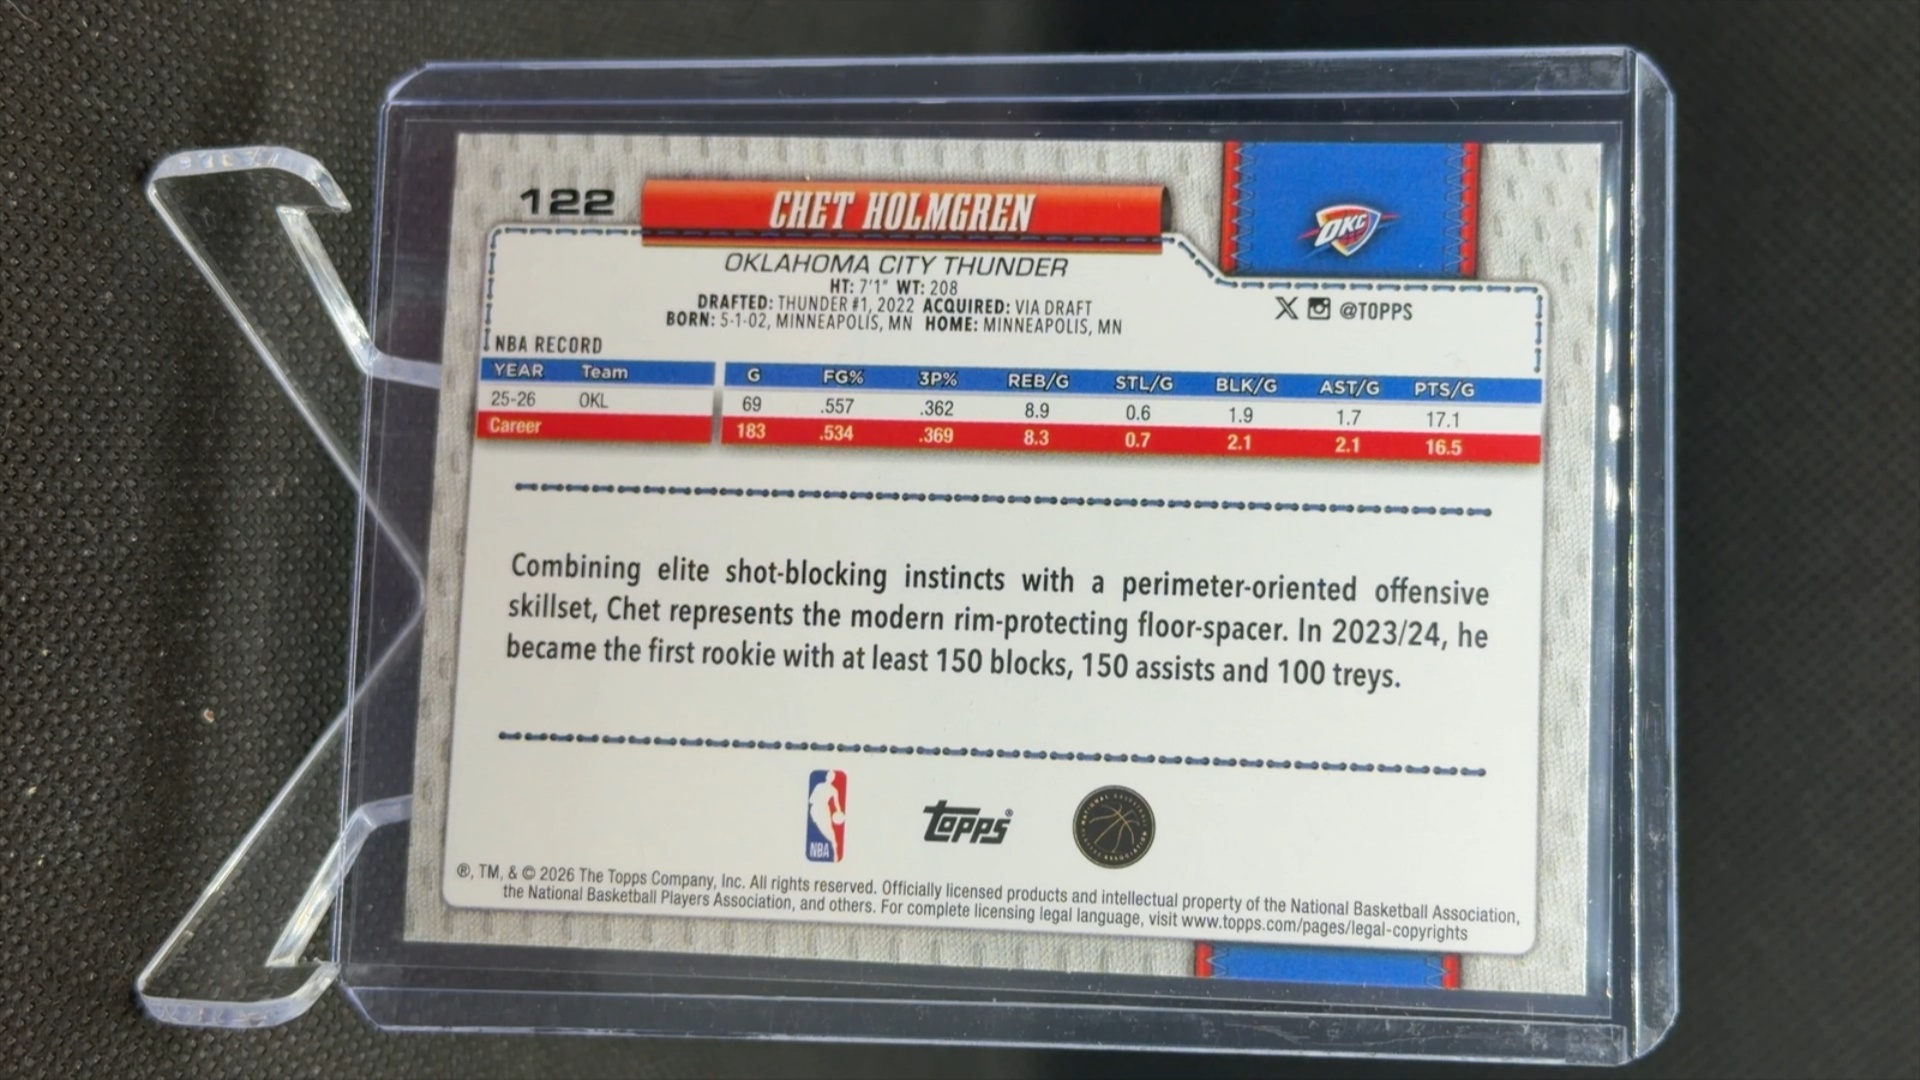 122
CHET HOLMGREN
OKC
OKLAHOMA CITY THUNDER
HT: 7'1" WT: 208
DRAFTED: THUNDER #1, 2022 ACQUIRED: VIA DRAFT
BORN: 5-1-02, MINNEAPOLIS, MN HOME: MINNEAPOLIS, MN
@TOPPS
NBA RECORD
YEAR Team G FG% 3P% REB/G STL/G BLK/G AST/G PTS/G
25-26 OKL 69 .557 .362 8.9 0.6 1.9 1.7 17.1
Career 183 .534 .369 8.3 0.7 2.1 2.1 16.5
Combining elite shot-blocking instincts with a perimeter-oriented offensive
skillset, Chet represents the modern rim-protecting floor-spacer. In 2023/24, he
became the first rookie with at least 150 blocks, 150 assists and 100 treys.
NBA
Topps®
®, TM, & © 2026 The Topps Company, Inc. All rights reserved. Officially licensed products and intellectual property of the National Basketball Association,
the National Basketball Players Association, and others. For complete licensing legal language, visit www.topps.com/pages/legal-copyrights